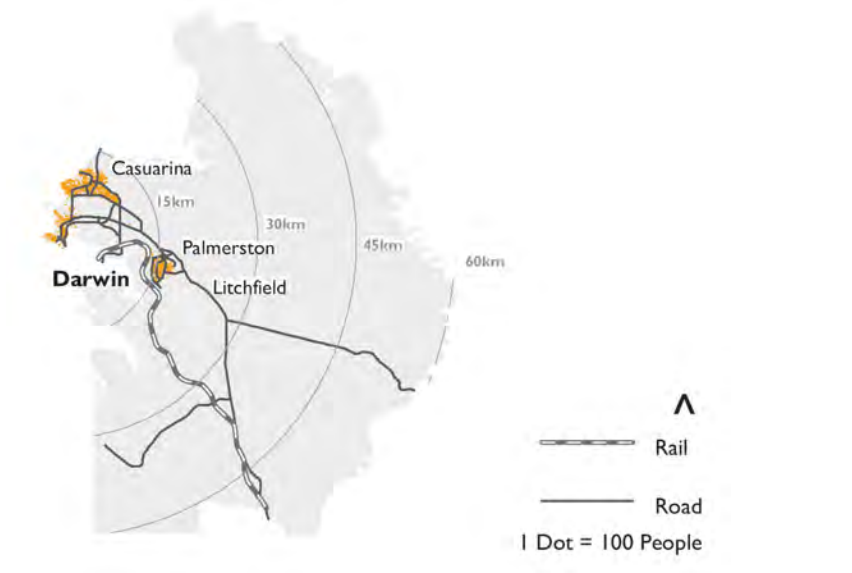 Casuarina
15km
30km
Palmerston
45km
60km
Darwin
Litchfield
Rail
Road
1 Dot = 100 People